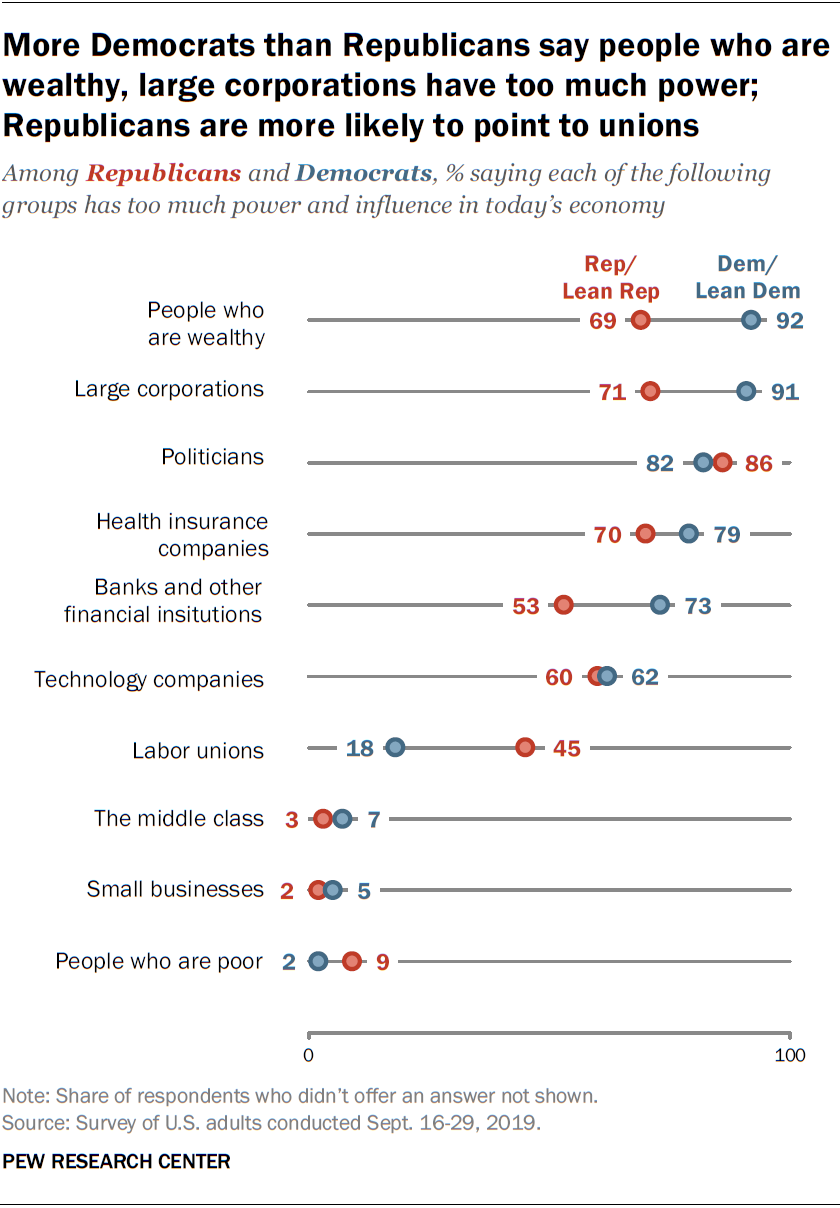 More Democrats than Republicans say people who are
wealthy, large corporations have too much power;
Republicans are more likely to point to unions
Among Republicans and Democrats, % saying each of the following
groups has too much power and influence in today's economy
Rep/
Lean Rep
Dem/
Lean Dem
People who
are wealthy
69
92
Large corporations
71
91
Politicians
82
86
Health insurance
companies
70
79
Banks and other
financial insitutions
53
73
Technology companies
60
62
Labor unions
18
45
The middle class
3
7
Small businesses
2
5
People who are poor
2
9
0
100
Note: Share of respondents who didn't offer an answer not shown.
Source: Survey of U.S. adults conducted Sept. 16-29, 2019.
PEW RESEARCH CENTER